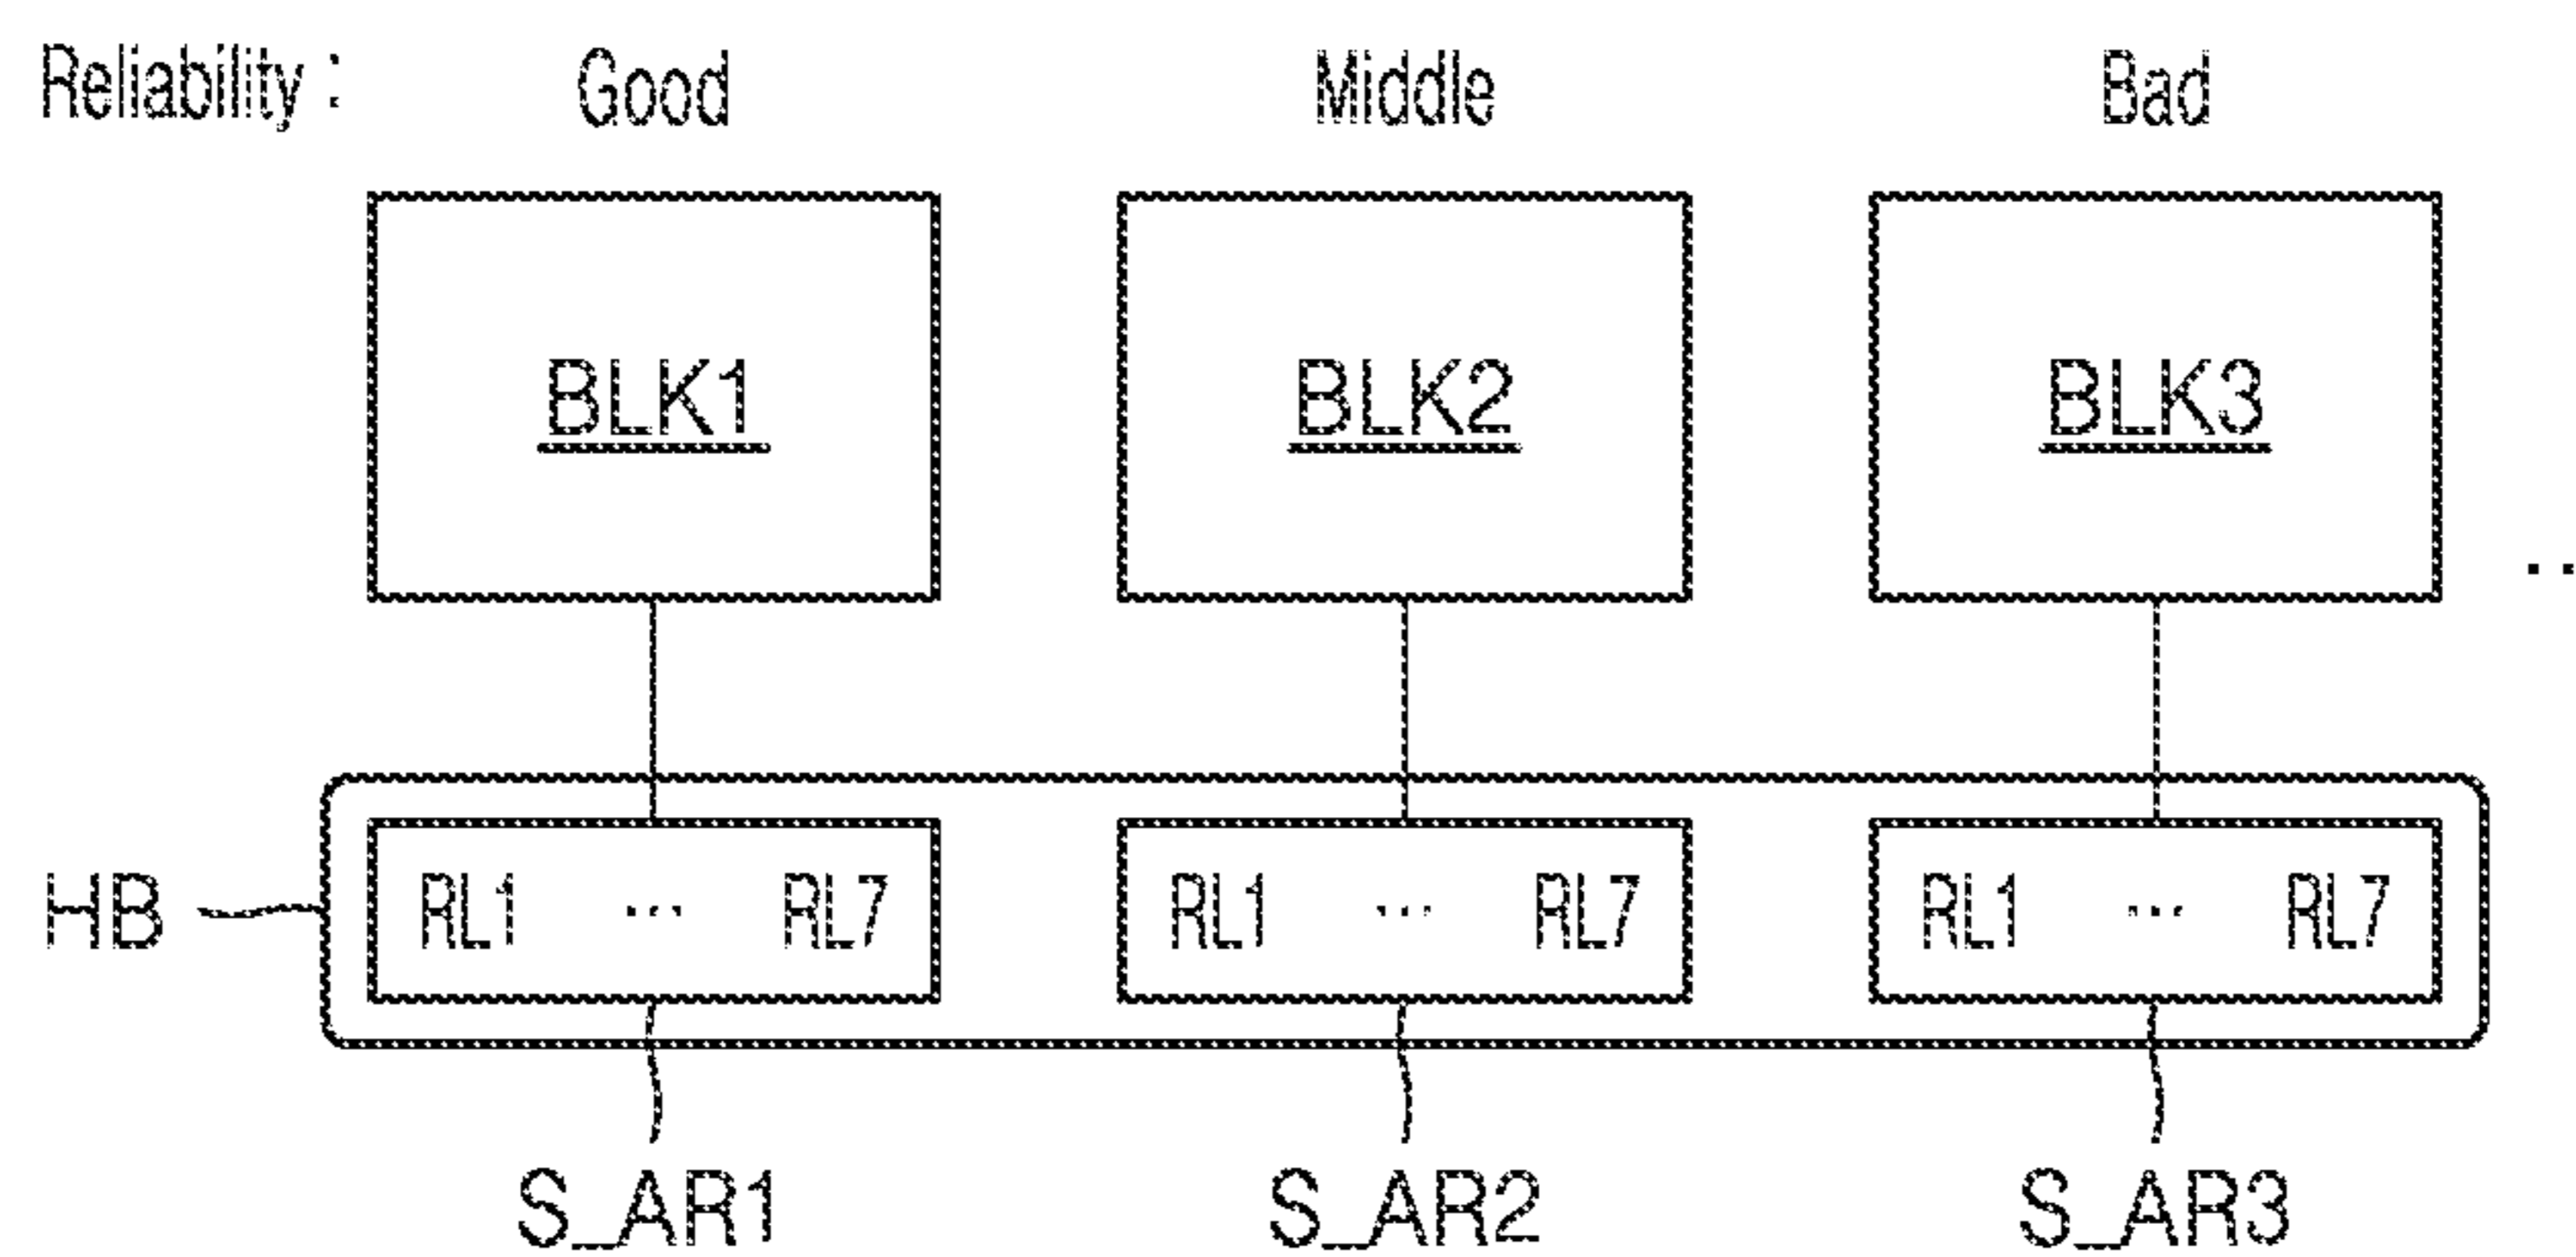 Reliability : Good Middle Bad
BLK1 BLK2 BLK3
..
HB RL1 ... RL7 RL1 ... RL7 RL1 ... RL7
S_AR1 S_AR2 S_AR3